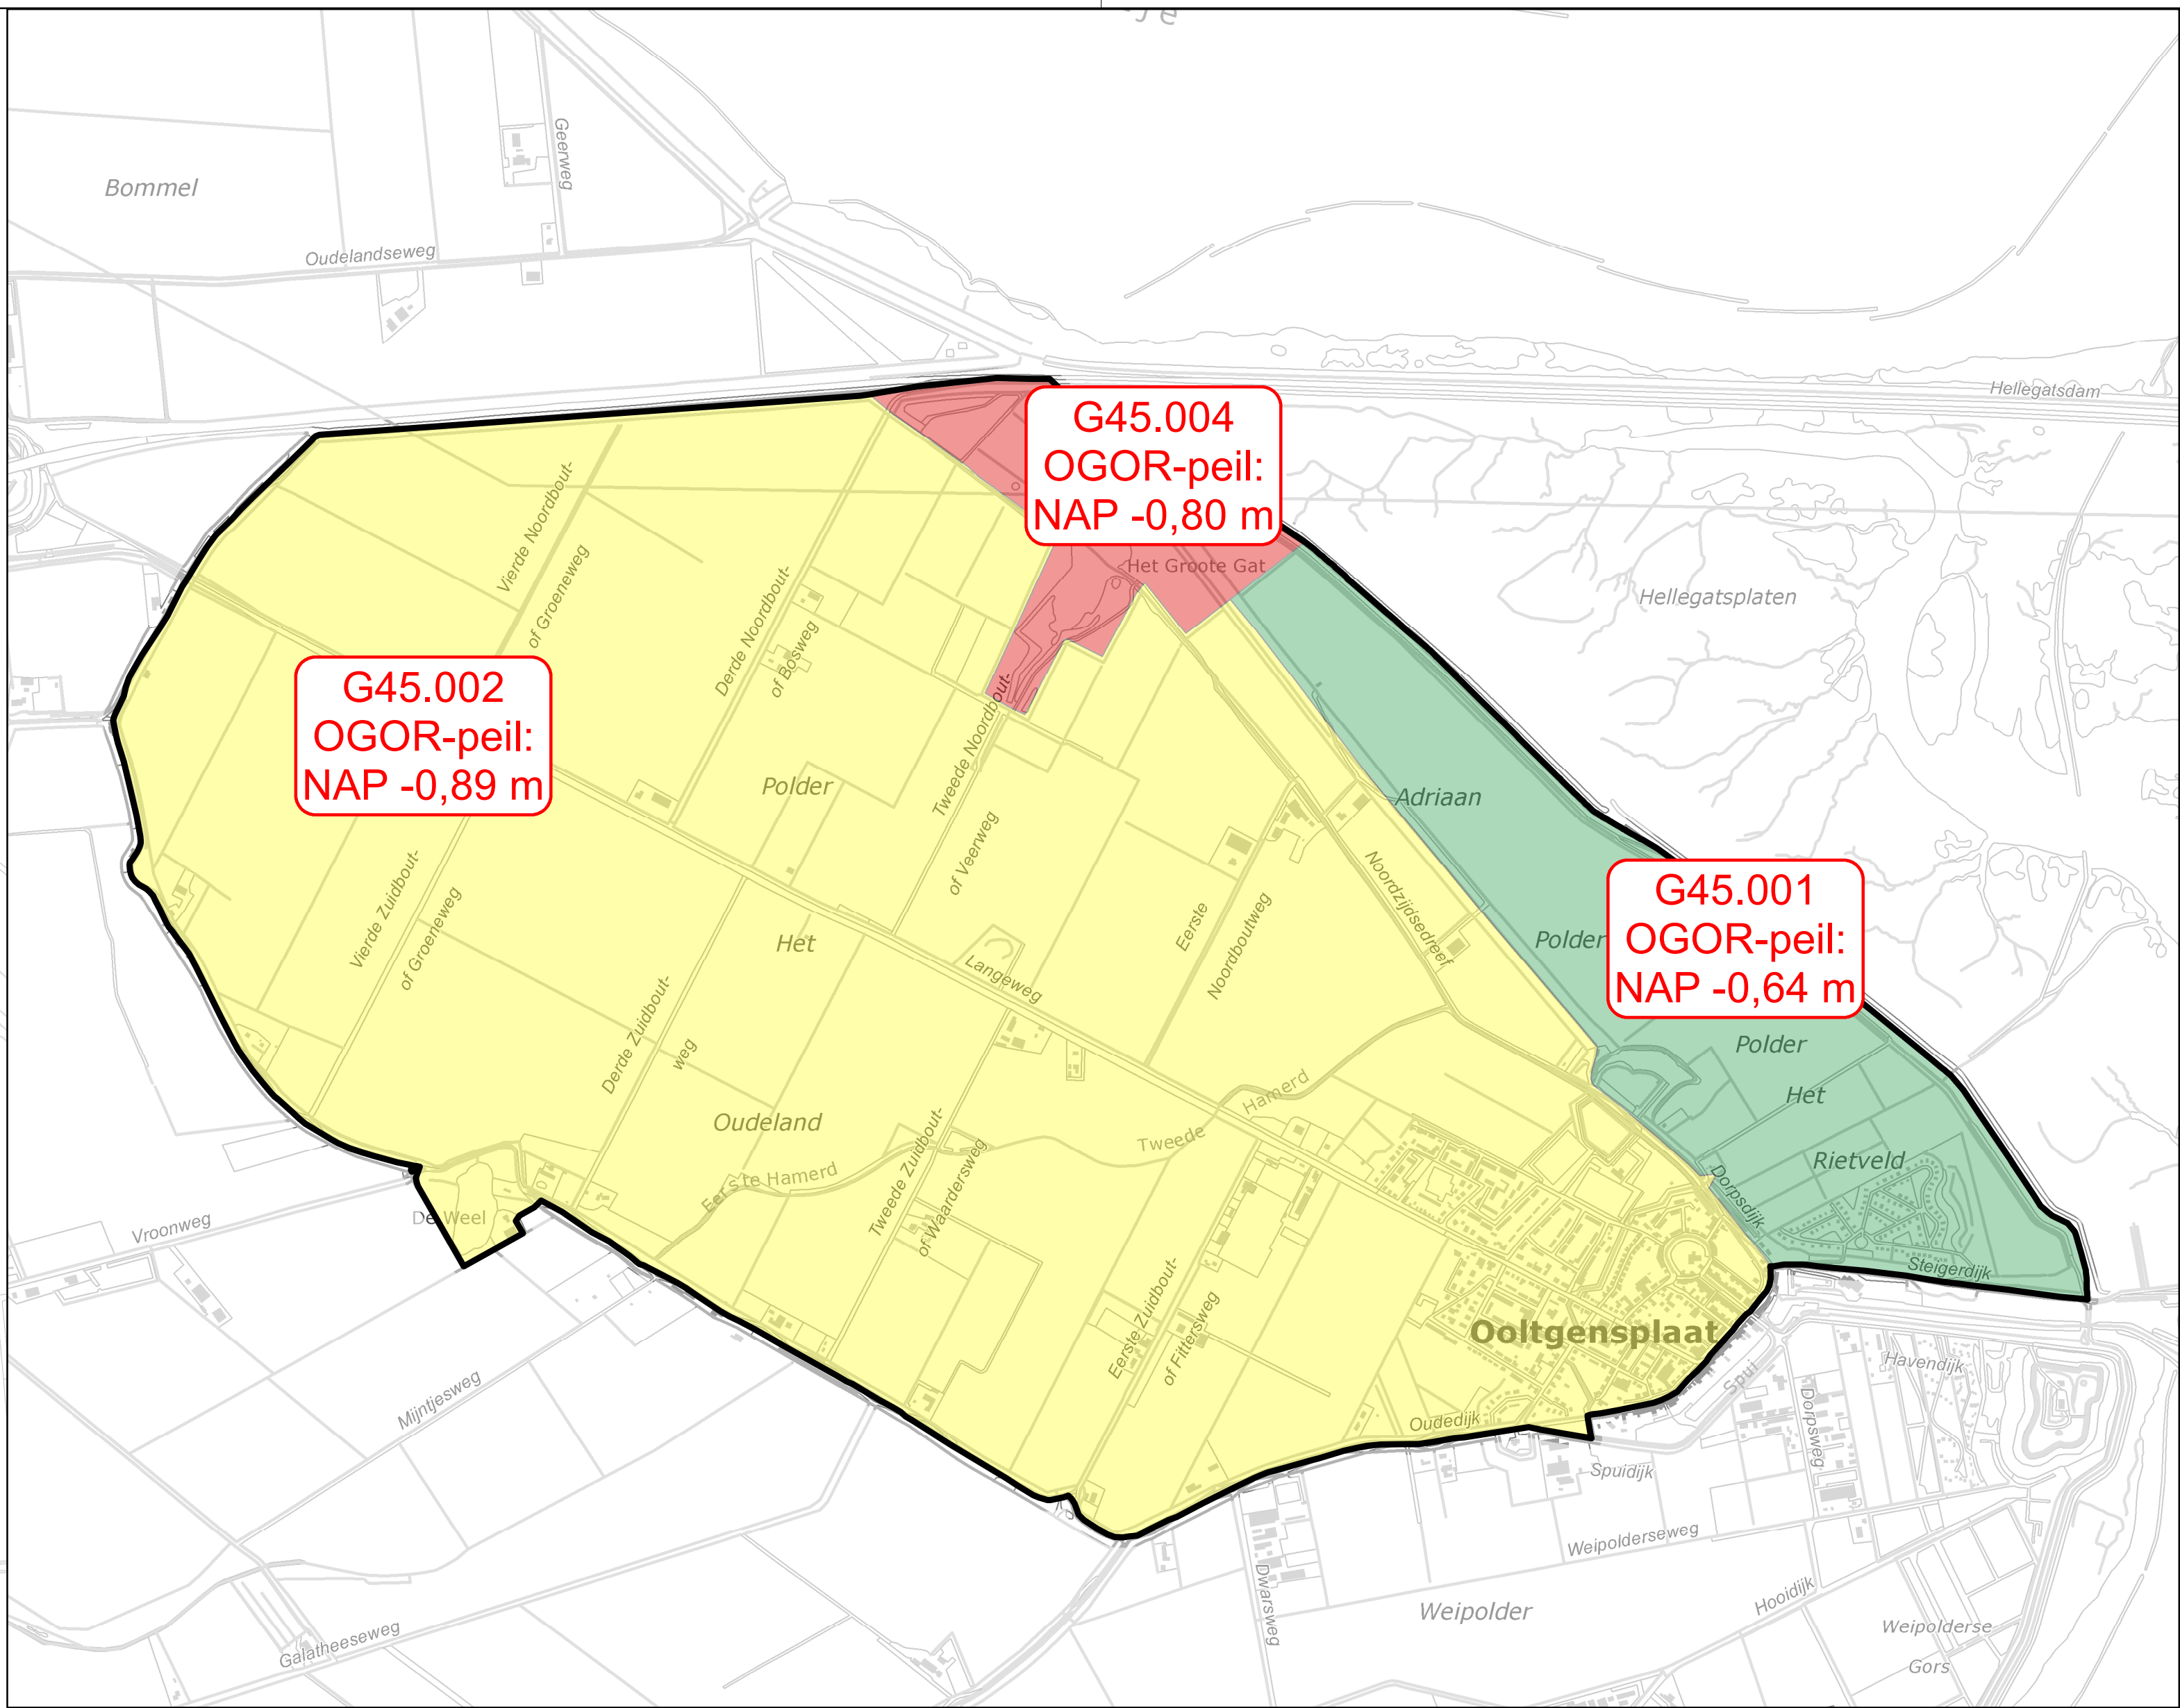 Bommel
Geerweg
Oudelandseweg
Hellegatsdam
G45.004
OGOR-peil:
NAP -0,80 m
Het Groote Gat
Hellegatsplaten
Vierde Noordbout-
of Groeneweg
Derde Noordbout-
of Bosweg
Tweede Noordbout-
of Veerweg
G45.002
OGOR-peil:
NAP -0,89 m
Polder
Adriaan
Polder
G45.001
OGOR-peil:
NAP -0,64 m
Noordzijdsedreef
Eerste
Noordboutweg
Het
Langeweg
Vierde Zuidbout-
of Groeneweg
Derde Zuidbout-
weg
Polder
Het
Rietveld
Hamerd
Tweede
Oudeland
Eerste Hamerd
Tweede Zuidbout-
of Waardersweg
Dorpsdijk
Steigerdijk
De Weel
Vroonweg
Eerste Zuidbout-
of Fittersweg
Ooltgensplaat
Havendijk
Spui
Dorpsweg
Mijntjesweg
Oudedijk
Spuidijk
Weipolderseweg
Dwarsweg
Hooidijk
Weipolder
Weipolderse
Gors
Galatheeseweg